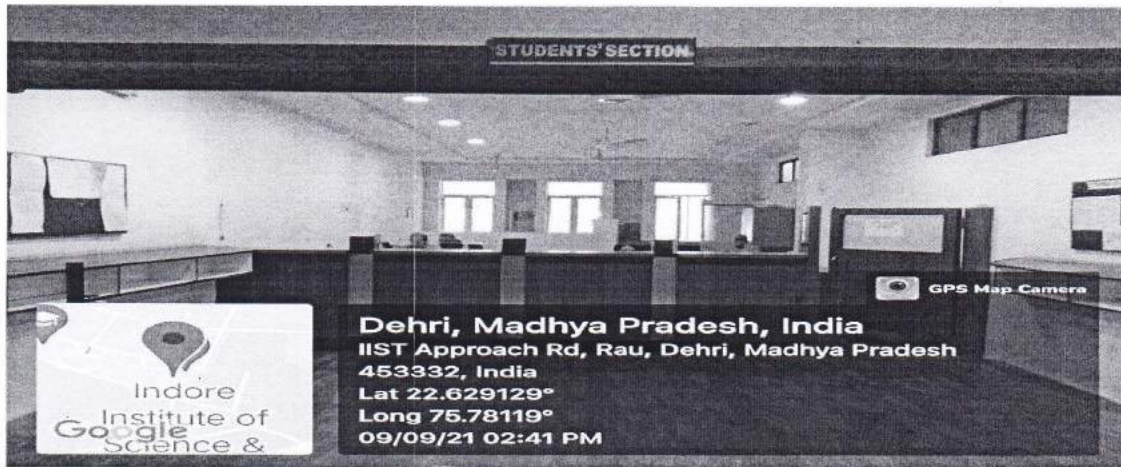 STUDENTS' SECTION
GPS Map Camera
Dehri, Madhya Pradesh, India
IIST Approach Rd, Rau, Dehri, Madhya Pradesh
453332, India
Lat 22.629129°
Long 75.78119°
09/09/21 02:41 PM
Indore
Institute of
Google
Science &